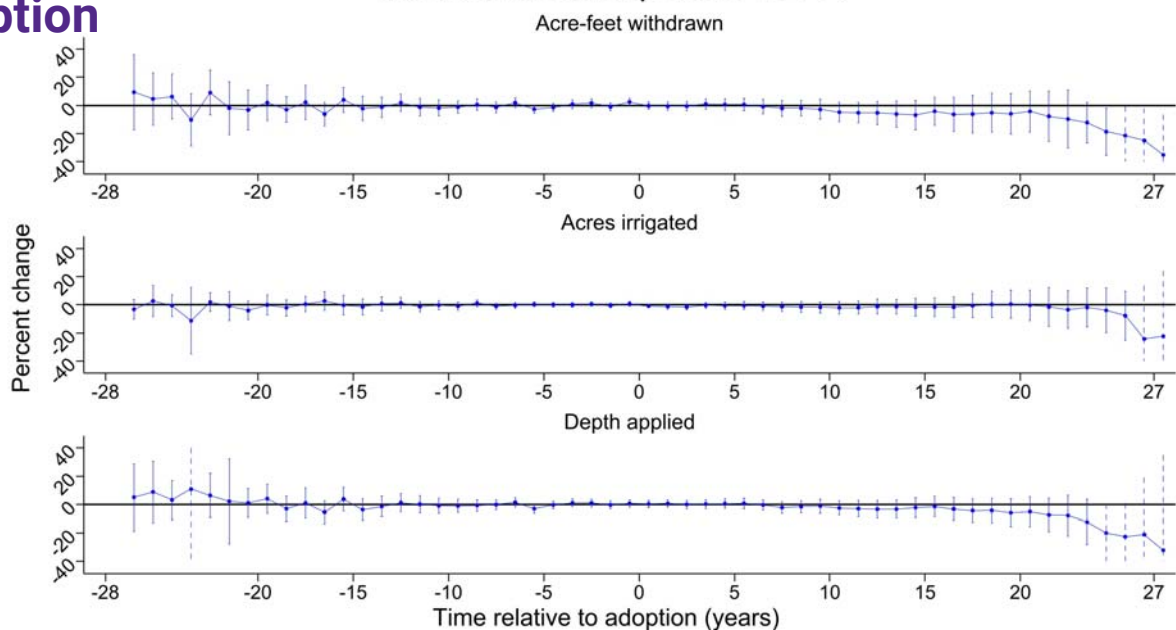 ption
Acre-feet withdrawn
40
20
0
-20
-40
-28 -20 -15 -10 -5 0 5 10 15 20 27
Acres irrigated
Percent change
40
20
0
-20
-40
-28 -20 -15 -10 -5 0 5 10 15 20 27
Depth applied
40
20
0
-20
-40
-28 -20 -15 -10 -5 0 5 10 15 20 27
Time relative to adoption (years)